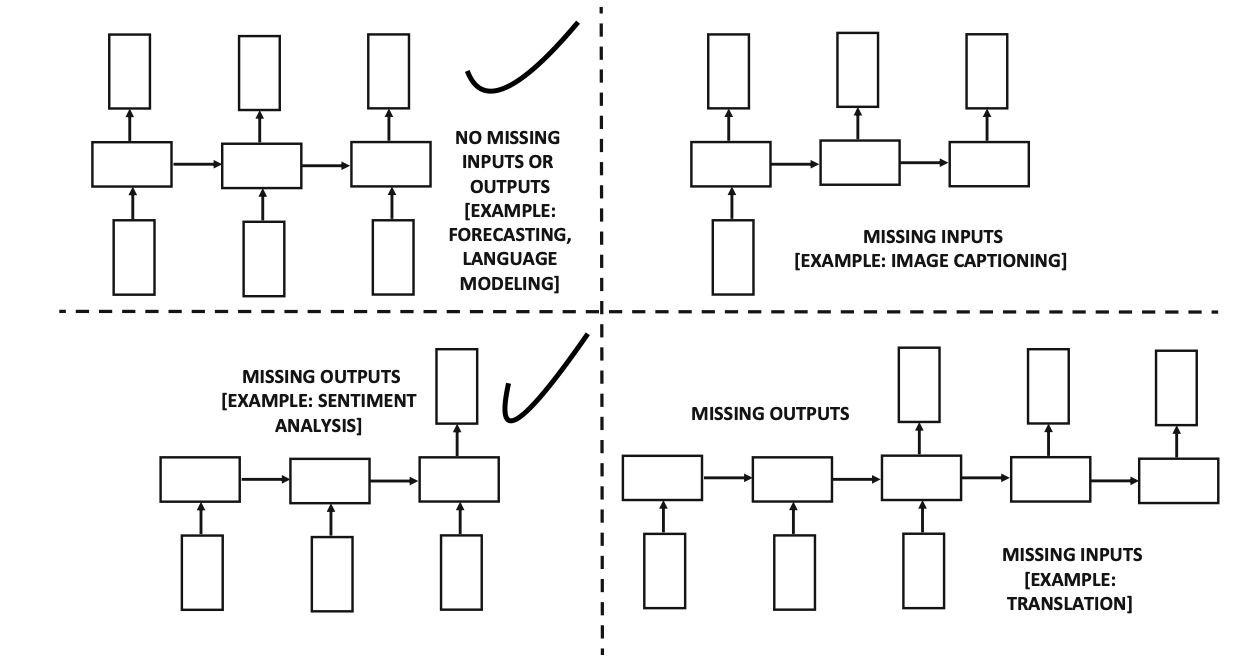 NO MISSING
INPUTS OR
OUTPUTS
[EXAMPLE:
FORECASTING,
LANGUAGE
MODELING]
MISSING INPUTS
[EXAMPLE: IMAGE CAPTIONING]
MISSING OUTPUTS
[EXAMPLE: SENTIMENT
ANALYSIS]
MISSING OUTPUTS
MISSING INPUTS
[EXAMPLE:
TRANSLATION]